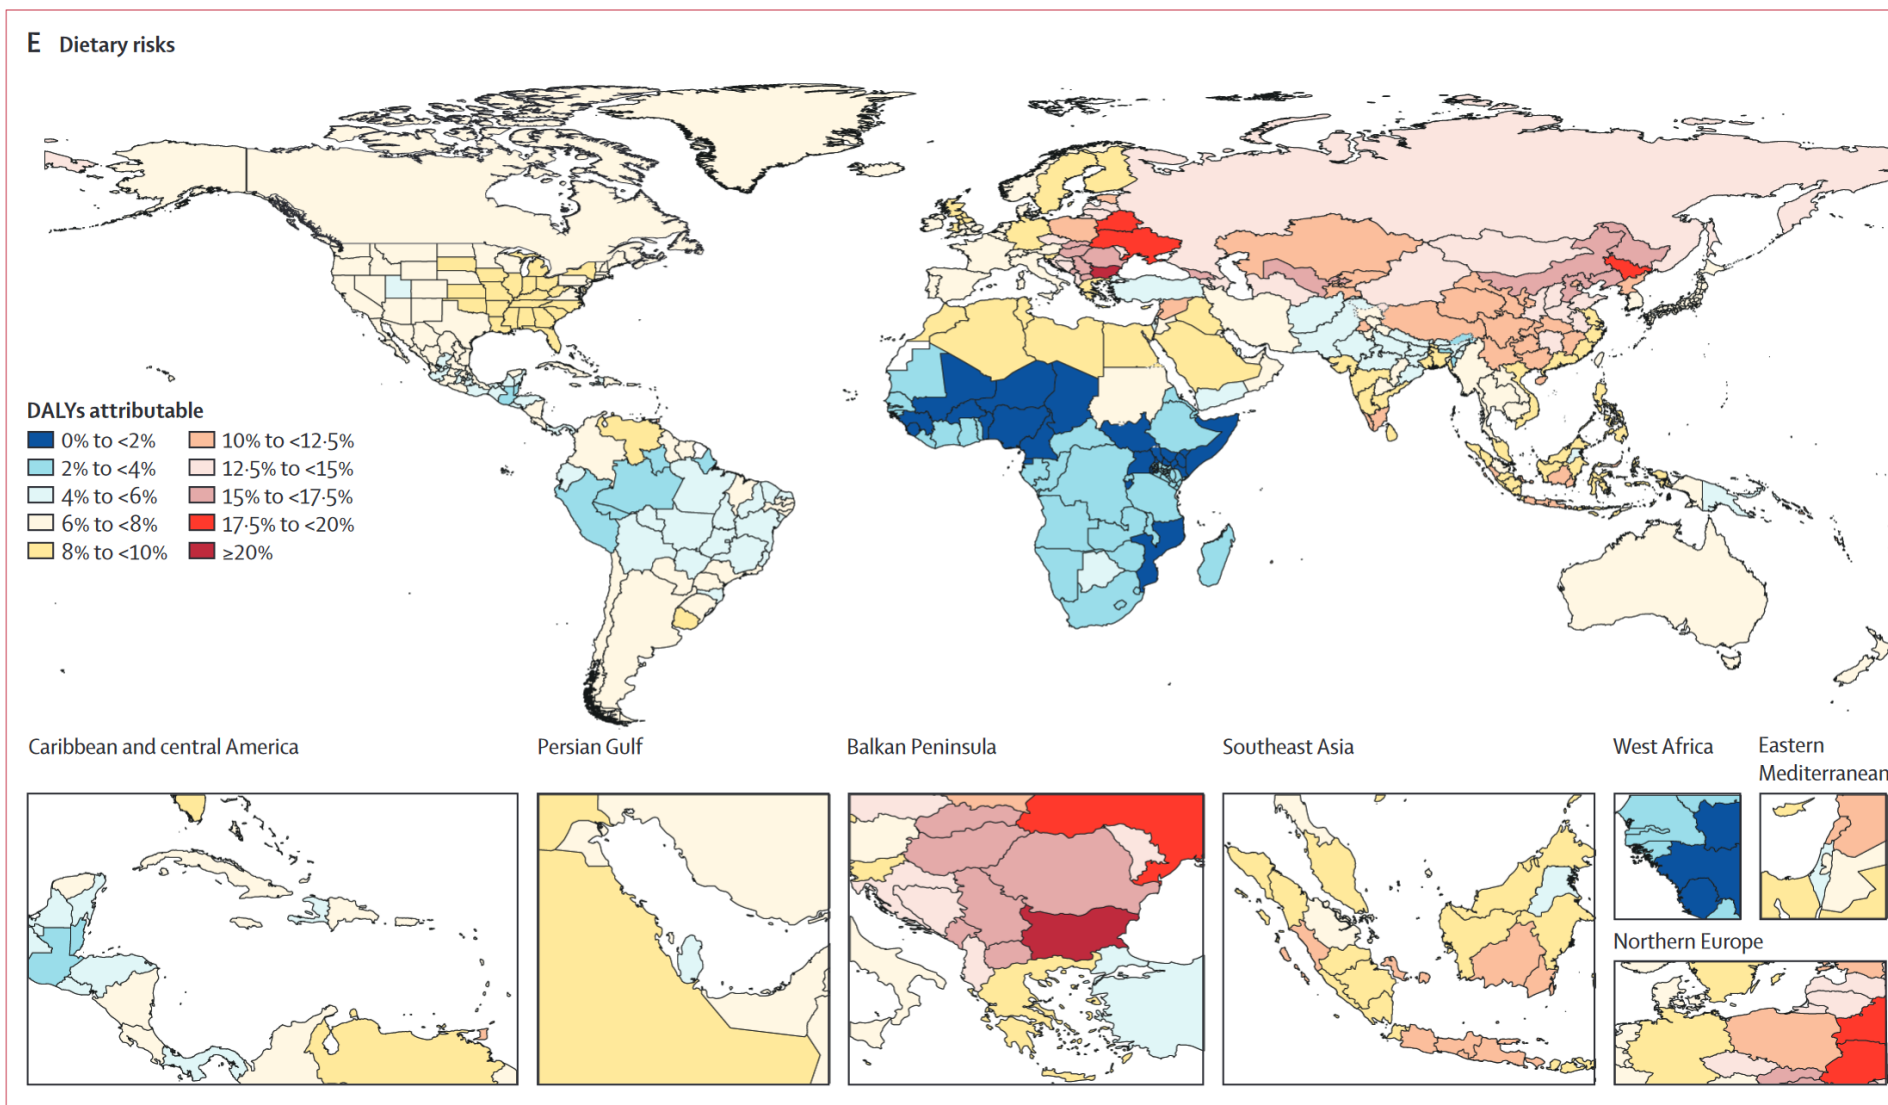 E Dietary risks
DALYs attributable
0% to <2%
2% to <4%
4% to <6%
6% to <8%
8% to <10%
10% to <12·5%
12·5% to <15%
15% to <17·5%
17·5% to <20%
≥20%
Caribbean and central America
Persian Gulf
Balkan Peninsula
Southeast Asia
West Africa
Eastern
Mediterranean
Northern Europe